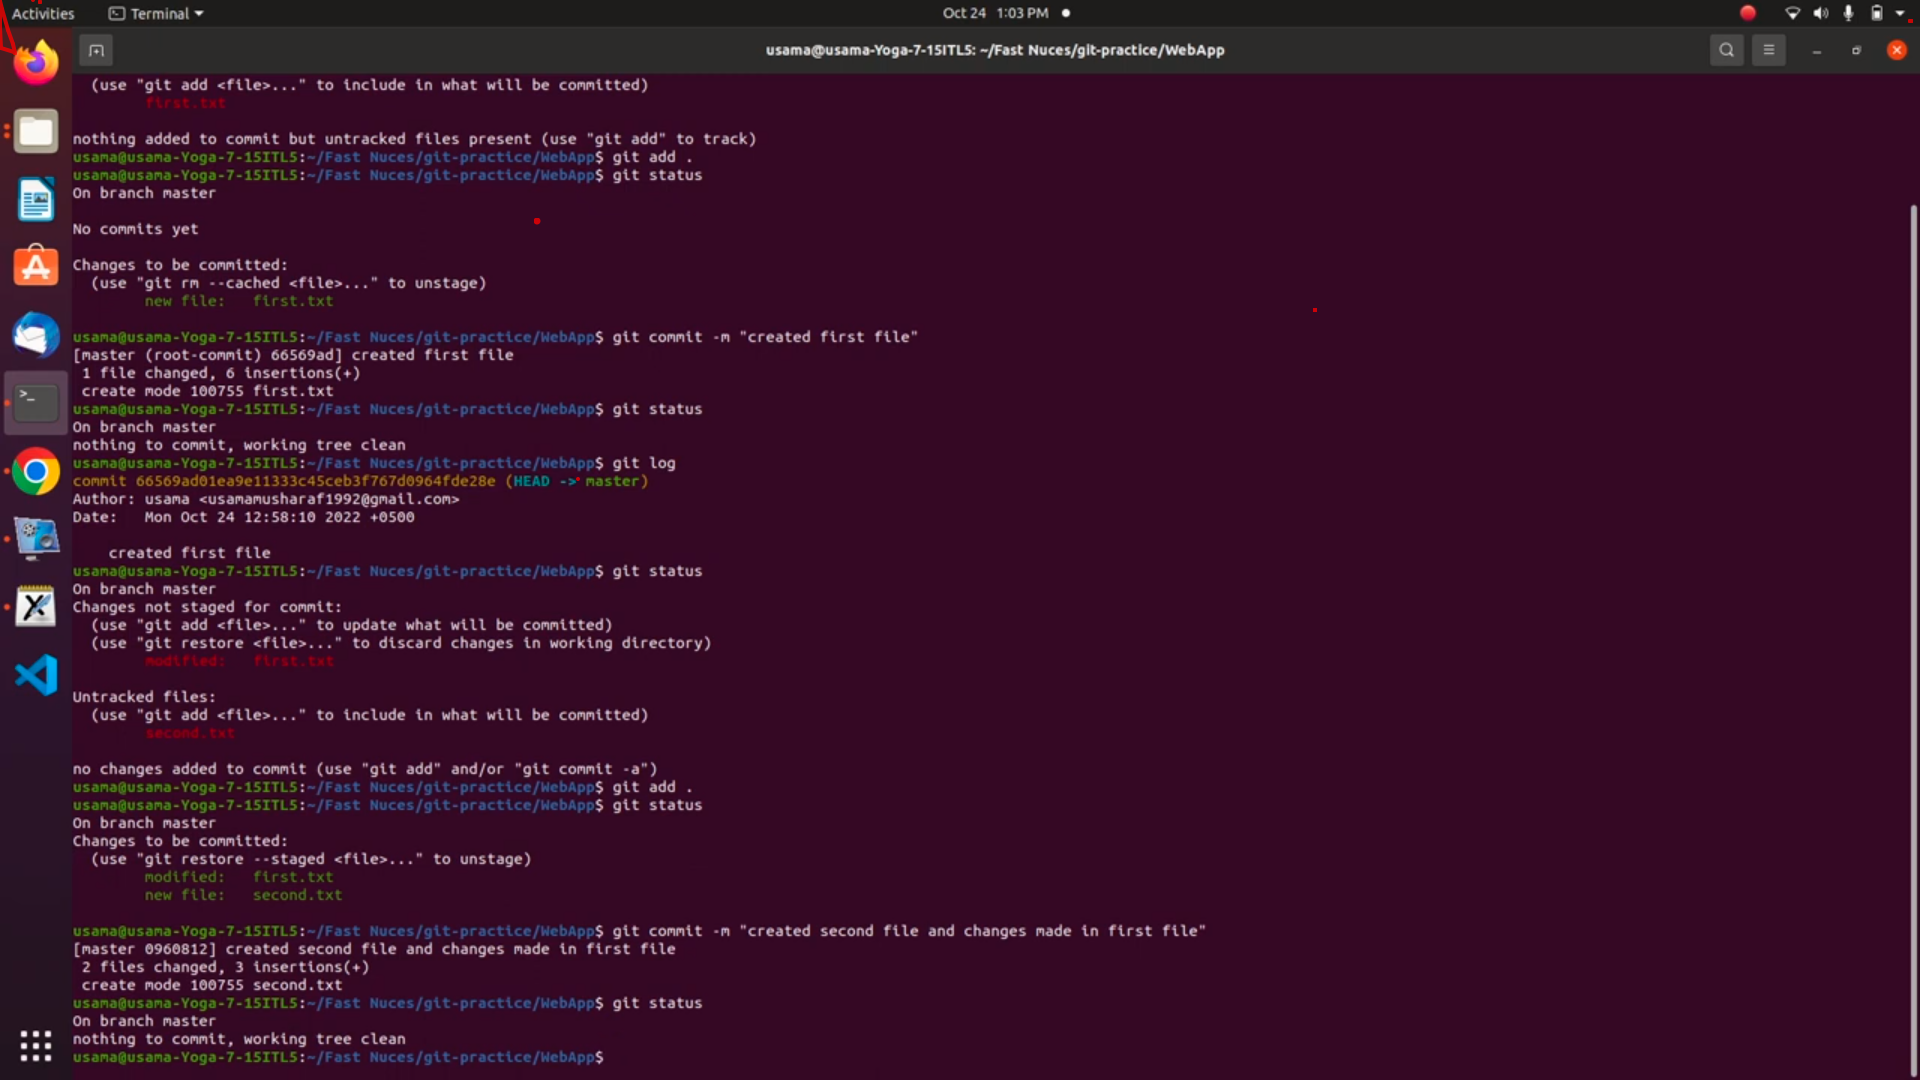 Activities
Terminal
Oct 24 1:03 PM
usama@usama-Yoga-7-15ITL5: ~/Fast Nuces/git-practice/WebApp
(use "git add <file>..." to include in what will be committed)
first.txt
nothing added to commit but untracked files present (use "git add" to track)
usama@usama-Yoga-7-15ITL5:~/Fast Nuces/git-practice/WebApp$ git add .
usama@usama-Yoga-7-15ITL5:~/Fast Nuces/git-practice/WebApp$ git status
On branch master
No commits yet
Changes to be committed:
(use "git rm --cached <file>..." to unstage)
new file:   first.txt
usama@usama-Yoga-7-15ITL5:~/Fast Nuces/git-practice/WebApp$ git commit -m "created first file"
[master (root-commit) 66569ad] created first file
1 file changed, 6 insertions(+)
create mode 100755 first.txt
usama@usama-Yoga-7-15ITL5:~/Fast Nuces/git-practice/WebApp$ git status
On branch master
nothing to commit, working tree clean
usama@usama-Yoga-7-15ITL5:~/Fast Nuces/git-practice/WebApp$ git log
commit 66569ad01ea9e11333c45ceb3f767d0964fde28e (HEAD -> master)
Author: usama <usamamusharaf1992@gmail.com>
Date:   Mon Oct 24 12:58:10 2022 +0500
created first file
usama@usama-Yoga-7-15ITL5:~/Fast Nuces/git-practice/WebApp$ git status
On branch master
Changes not staged for commit:
(use "git add <file>..." to update what will be committed)
(use "git restore <file>..." to discard changes in working directory)
modified:   first.txt
Untracked files:
(use "git add <file>..." to include in what will be committed)
second.txt
no changes added to commit (use "git add" and/or "git commit -a")
usama@usama-Yoga-7-15ITL5:~/Fast Nuces/git-practice/WebApp$ git add .
usama@usama-Yoga-7-15ITL5:~/Fast Nuces/git-practice/WebApp$ git status
On branch master
Changes to be committed:
(use "git restore --staged <file>..." to unstage)
modified:   first.txt
new file:   second.txt
usama@usama-Yoga-7-15ITL5:~/Fast Nuces/git-practice/WebApp$ git commit -m "created second file and changes made in first file"
[master 0960812] created second file and changes made in first file
2 files changed, 3 insertions(+)
create mode 100755 second.txt
usama@usama-Yoga-7-15ITL5:~/Fast Nuces/git-practice/WebApp$ git status
On branch master
nothing to commit, working tree clean
usama@usama-Yoga-7-15ITL5:~/Fast Nuces/git-practice/WebApp$